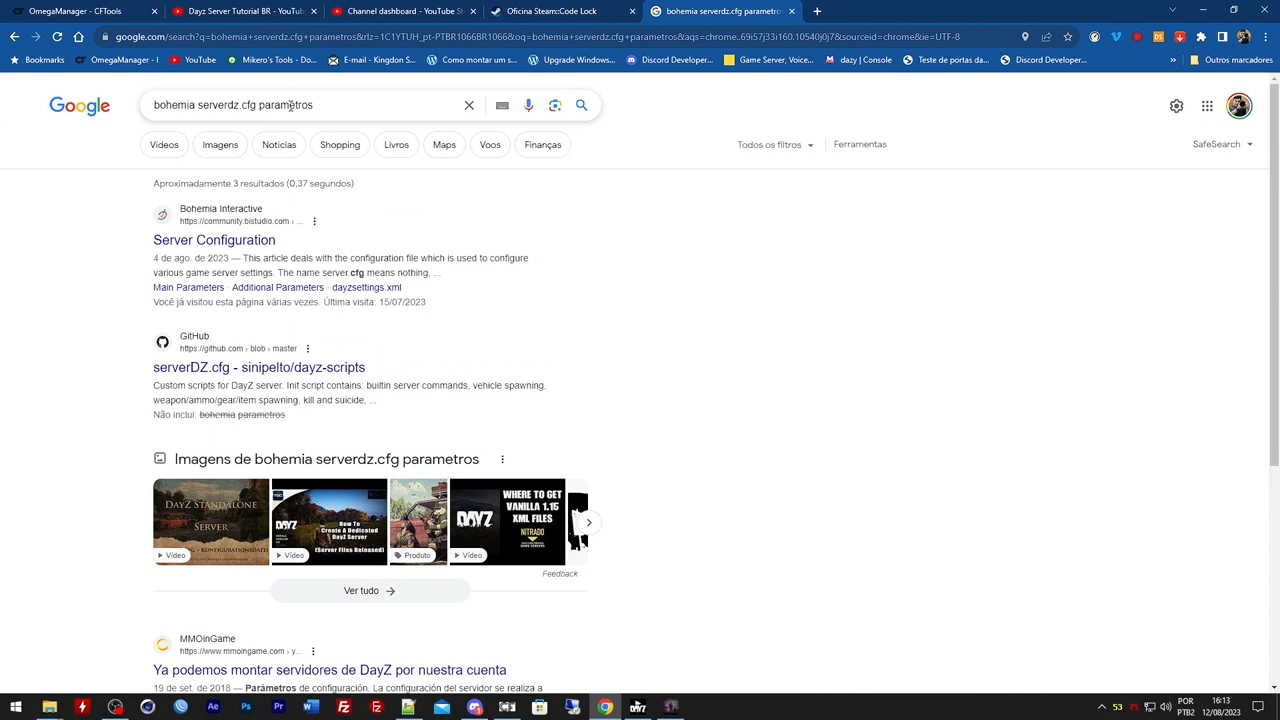 OmegaManager - CFTools
DayZ Server Tutorial 1
Channel dashboard - YouTube St
Oficina Steam::Code Lock
bohemia serverdz.cfg parametros
google.com/search?q=bohemia+serverdz.cfg+parametros&rlz=1C1YTUH_pt-PTBR1066BR1066&oq=bohemia+serverdz.cfg+parametros&aqs=chrome..69i57j33i160.10540j0j7&sourceid=chrome&ie=UTF-8
Bookmarks
OmegaManager - I
YouTube
Mikero's Tools - Do...
E-mail - Kingdon S...
Como montar um s...
Upgrade Windows...
Discord Developer...
Game Server, Voice...
dazy | Console
Teste de portas da...
Discord Developer...
»
Outros marcadores
Google
bohemia serverdz.cfg parametros
Vídeos
Imagens
Notícias
Shopping
Livros
Maps
Voos
Finanças
Todos os filtros
Ferramentas
SafeSearch
Aproximadamente 3 resultados (0,37 segundos)
Bohemia Interactive
https://community.bistudio.com › ...
Server Configuration
4 de ago. de 2023 — This article deals with the configuration file which is used to configure
various game server settings. The name server.cfg means nothing, ...
Main Parameters · Additional Parameters · dayzsettings.xml
Você já visitou esta página várias vezes. Última visita: 15/07/2023
GitHub
https://github.com › blob › master
serverDZ.cfg - sinipelto/dayz-scripts
Custom scripts for DayZ server. Init script contains: builtin server commands, vehicle spawning,
weapon/ammo/gear/item spawning, kill and suicide, ...
Não inclui: bohemia parametros
Imagens de bohemia serverdz.cfg parametros
DAYZ STANDALONE
SERVER
Vídeo
DAYZ
How To
Create A Dedicated
DayZ Server
(Server Files Released)
Vídeo
Produto
DAYZ
WHERE TO GET
VANILLA 1.15
XML FILES
NITRADO
Vídeo
Feedback
Ver tudo
MMOinGame
https://www.mmoingame.com › y...
Ya podemos montar servidores de DayZ por nuestra cuenta
19 de set. de 2018 — Parámetros de configuración. La configuración del servidor se realiza a
53
POR
PTB2
16:13
12/08/2023